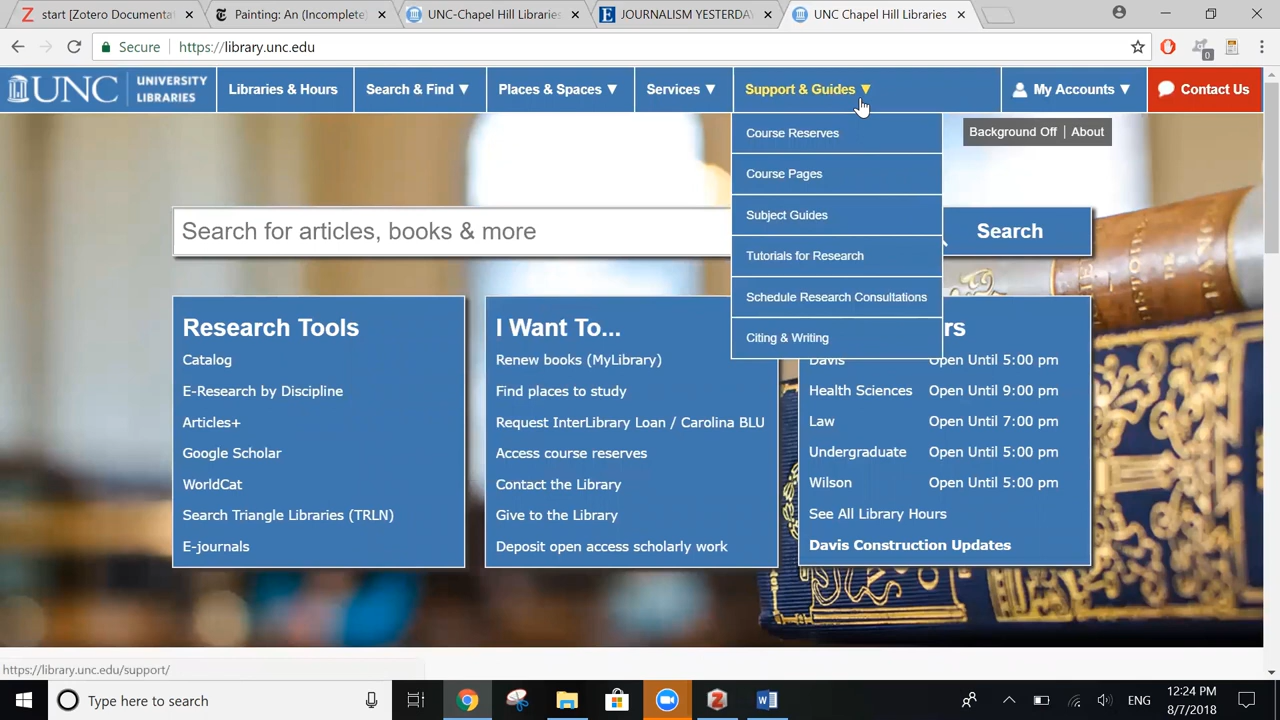 start [Zotero Documenta
Painting: An (Incomplete)
UNC-Chapel Hill Libraries
JOURNALISM YESTERDAY
UNC Chapel Hill Libraries
Secure
https://library.unc.edu
0
UNC UNIVERSITY LIBRARIES
Libraries & Hours
Search & Find ▼
Places & Spaces ▼
Services ▼
Support & Guides ▼
My Accounts ▼
Contact Us
Course Reserves
Course Pages
Subject Guides
Tutorials for Research
Schedule Research Consultations
Citing & Writing
Background Off | About
Search for articles, books & more
Search
Research Tools
Catalog
E-Research by Discipline
Articles+
Google Scholar
WorldCat
Search Triangle Libraries (TRLN)
E-journals
I Want To...
Renew books (MyLibrary)
Find places to study
Request InterLibrary Loan / Carolina BLU
Access course reserves
Contact the Library
Give to the Library
Deposit open access scholarly work
rs
Davis Open Until 5:00 pm
Health Sciences Open Until 9:00 pm
Law Open Until 7:00 pm
Undergraduate Open Until 5:00 pm
Wilson Open Until 5:00 pm
See All Library Hours
Davis Construction Updates
https://library.unc.edu/support/
Type here to search
ENG
12:24 PM
8/7/2018